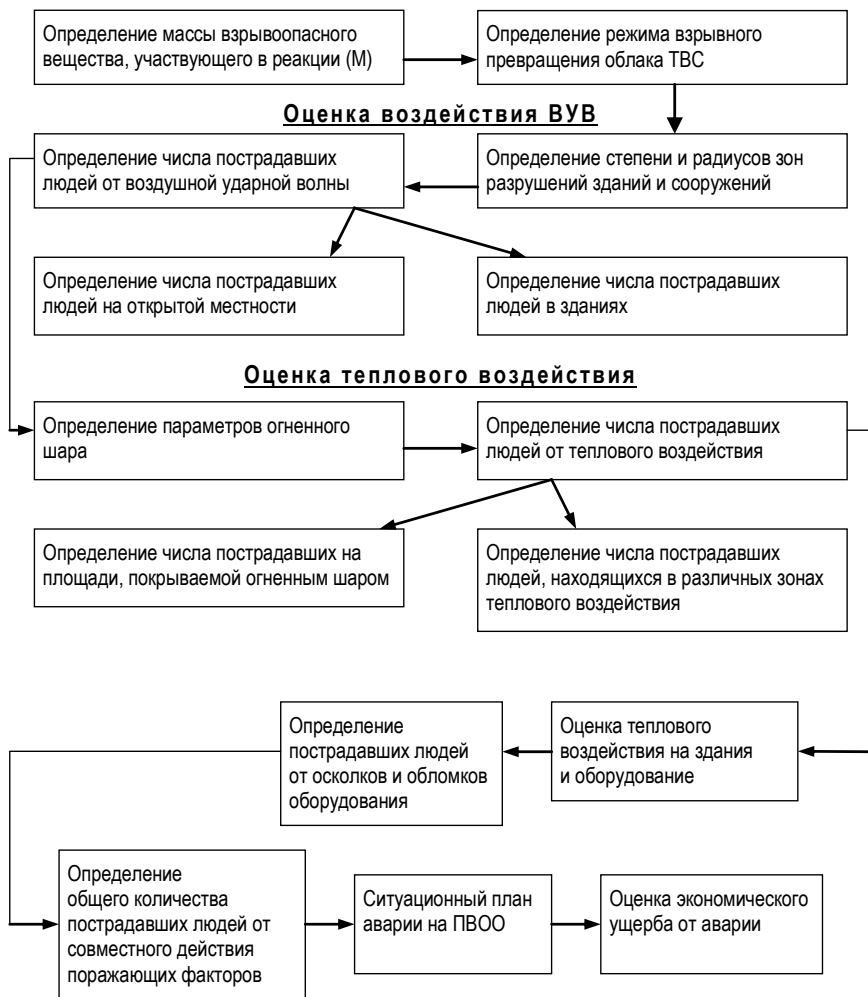 Определение массы взрывоопасного
вещества, участвующего в реакции (М)
Определение режима взрывного
превращения облака ТВС
Оценка воздействия ВУВ
Определение числа пострадавших
людей от воздушной ударной волны
Определение степени и радиусов зон
разрушений зданий и сооружений
Определение числа пострадавших
людей на открытой местности
Определение числа пострадавших
людей в зданиях
Оценка теплового воздействия
Определение параметров огненного
шара
Определение числа пострадавших
людей от теплового воздействия
Определение числа пострадавших на
площади, покрываемой огненным шаром
Определение числа пострадавших
людей, находящихся в различных зонах
теплового воздействия
Определение
пострадавших людей
от осколков и обломков
оборудования
Оценка теплового
воздействия на здания
и оборудование
Определение
общего количества
пострадавших людей от
совместного действия
поражающих факторов
Ситуационный план
аварии на ПВОО
Оценка экономического
ущерба от аварии